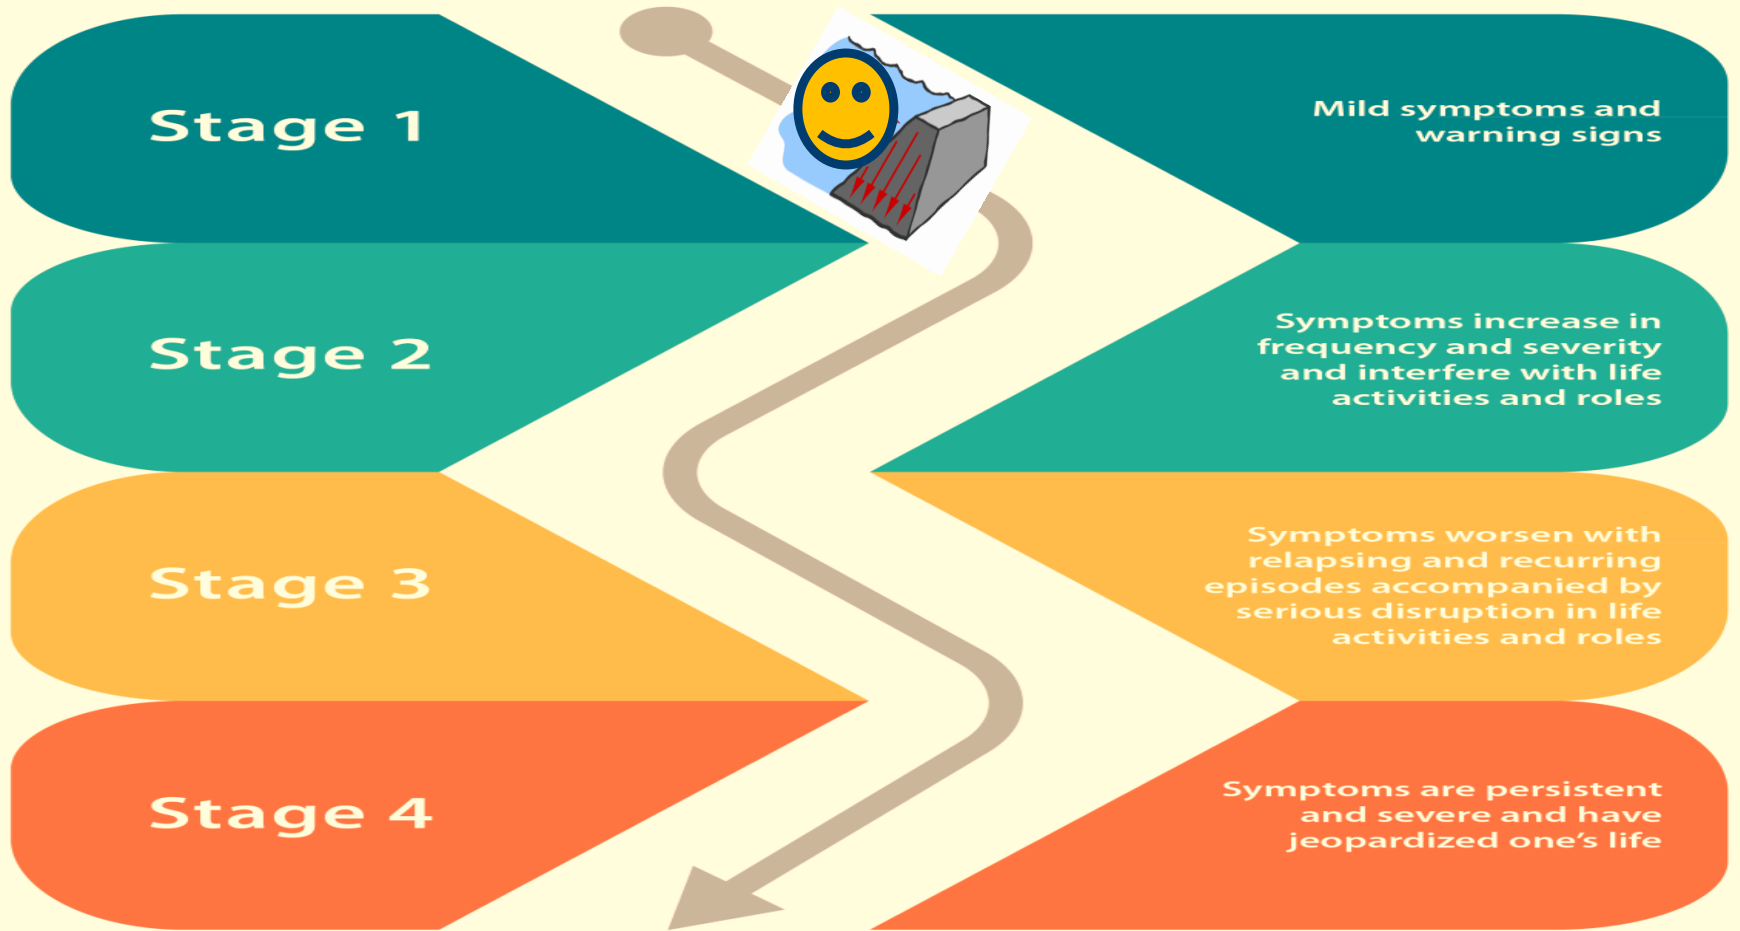 Stage 1
Mild symptoms and
warning signs
Stage 2
Symptoms increase in
frequency and severity
and interfere with life
activities and roles
Stage 3
Symptoms worsen with
relapsing and recurring
episodes accompanied by
serious disruption in life
activities and roles
Stage 4
Symptoms are persistent
and severe and have
jeopardized one’s life